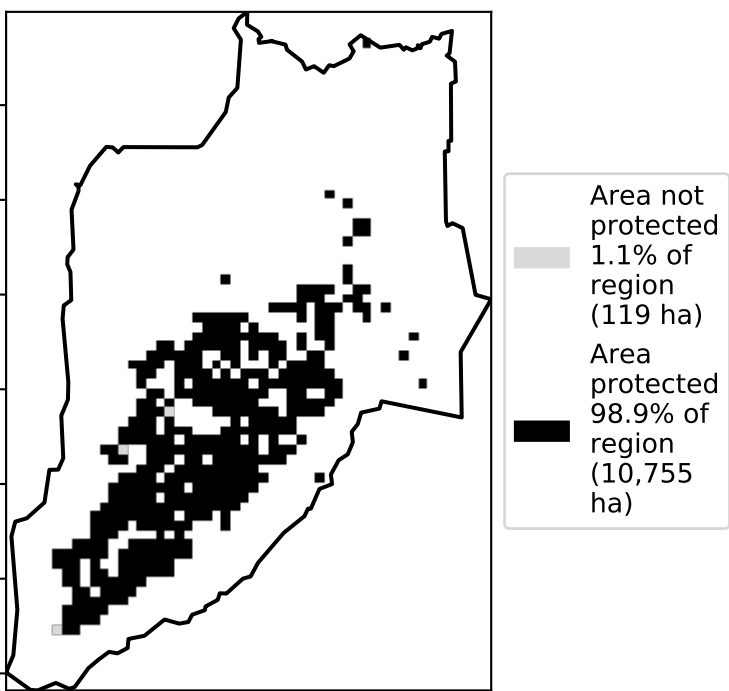 Area not
protected
1.1% of
region
(119 ha)
Area
protected
98.9% of
region
(10,755
ha)